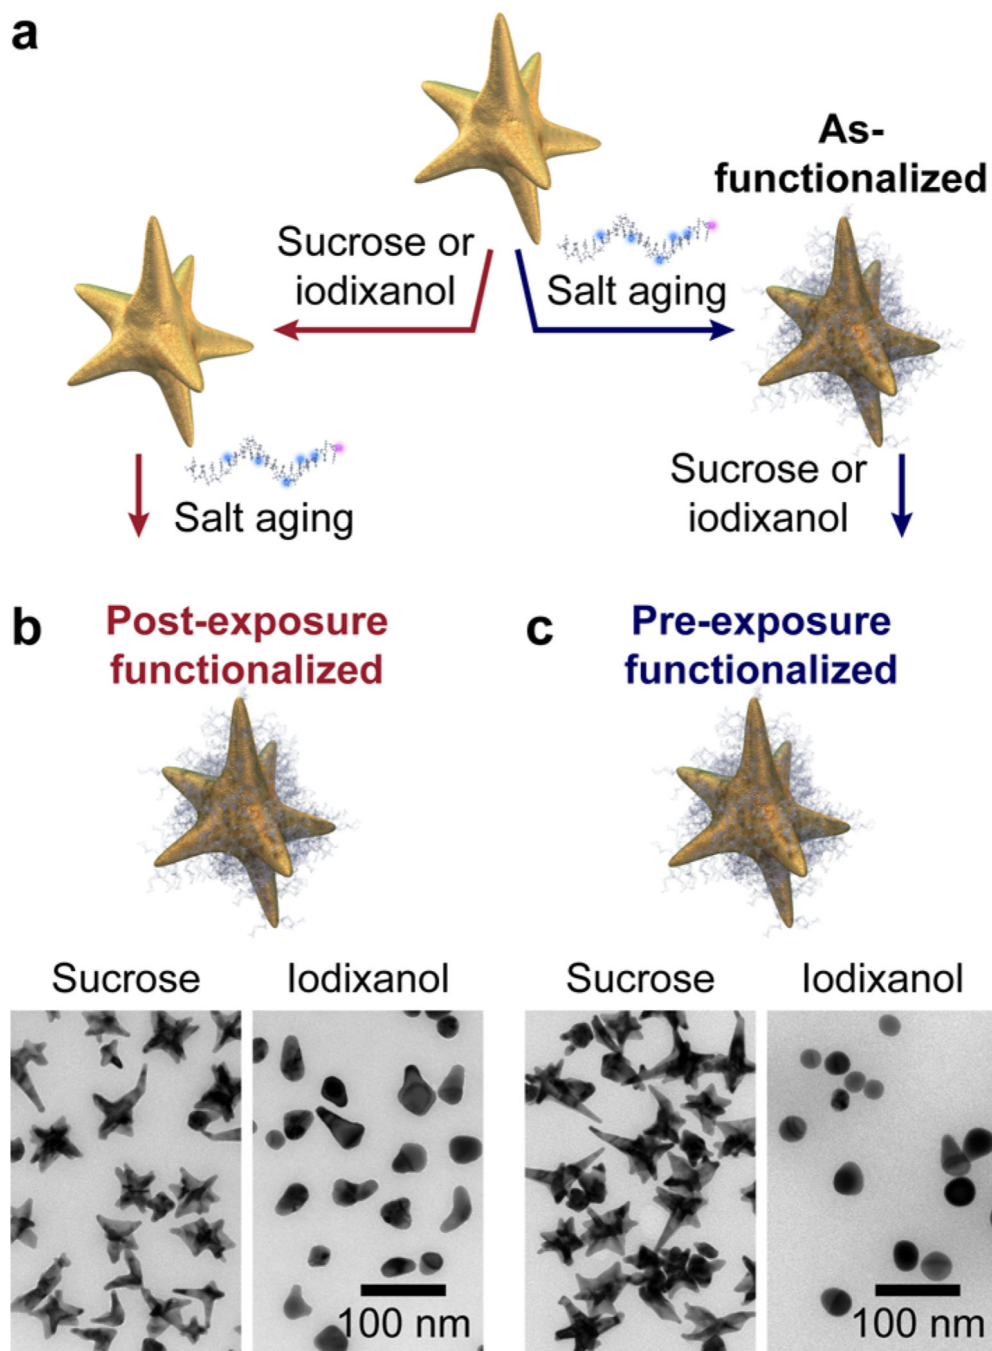 a
As-
functionalized
Sucrose or
iodixanol
Salt aging
Salt aging
Sucrose or
iodixanol
b
Post-exposure
functionalized
c
Pre-exposure
functionalized
Sucrose
Iodixanol
Sucrose
Iodixanol
100 nm
100 nm